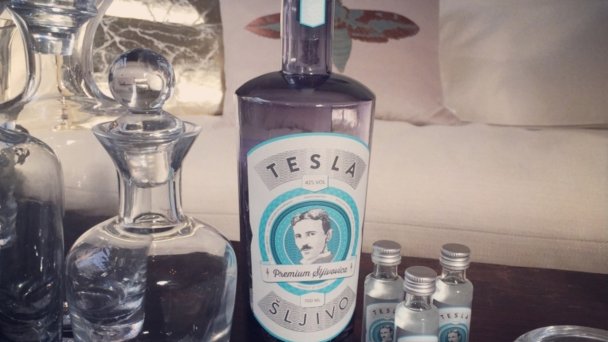 TESLA
42% VOL
Premium Šljivovica
700 ML
ŠLJIVO
TESLA
TESLA